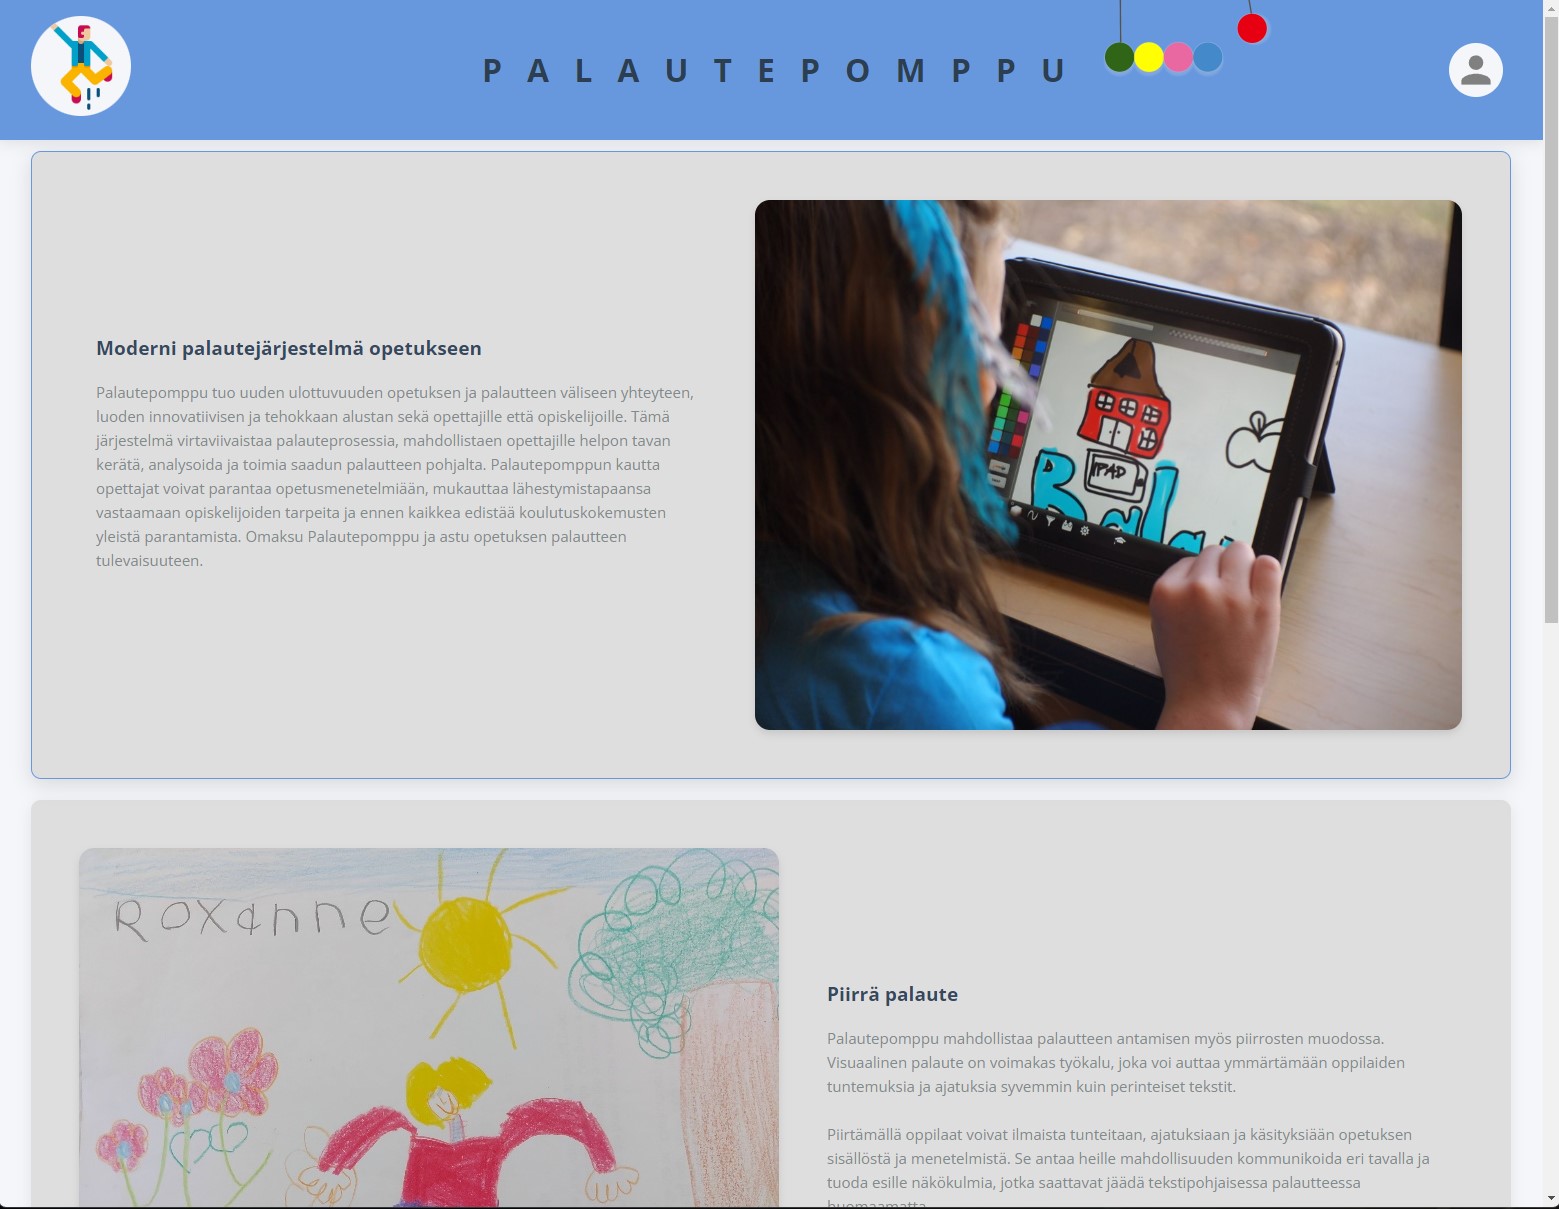 PALAUTEPOMPPU
Moderni palautejärjestelmä opetukseen
Palautepomppu tuo uuden ulottuvuuden opetuksen ja palautteen väliseen yhteyteen,
luoden innovatiivisen ja tehokkaan alustan sekä opettajille että opiskelijoille. Tämä
järjestelmä virtaviivaistaa palauteprosessia, mahdollistaen opettajille helpon tavan
kerätä, analysoida ja toimia saadun palautteen pohjalta. Palautepomppun kautta
opettajat voivat parantaa opetusmenetelmiään, mukauttaa lähestymistapaansa
vastaamaan opiskelijoiden tarpeita ja ennen kaikkea edistää koulutuskokemusten
yleistä parantamista. Omaksu Palautepomppu ja astu opetuksen palautteen
tulevaisuuteen.
IPAD
Bala
Roxanne
Piirrä palaute
Palautepomppu mahdollistaa palautteen antamisen myös piirrosten muodossa.
Visuaalinen palaute on voimakas työkalu, joka voi auttaa ymmärtämään oppilaiden
tuntemuksia ja ajatuksia syvemmin kuin perinteiset tekstit.
Piirtämällä oppilaat voivat ilmaista tunteitaan, ajatuksiaan ja käsityksiään opetuksen
sisällöstä ja menetelmistä. Se antaa heille mahdollisuuden kommunikoida eri tavalla ja
tuoda esille näkökulmia, jotka saattavat jäädä tekstipohjaisessa palautteessa
huomaamatta.